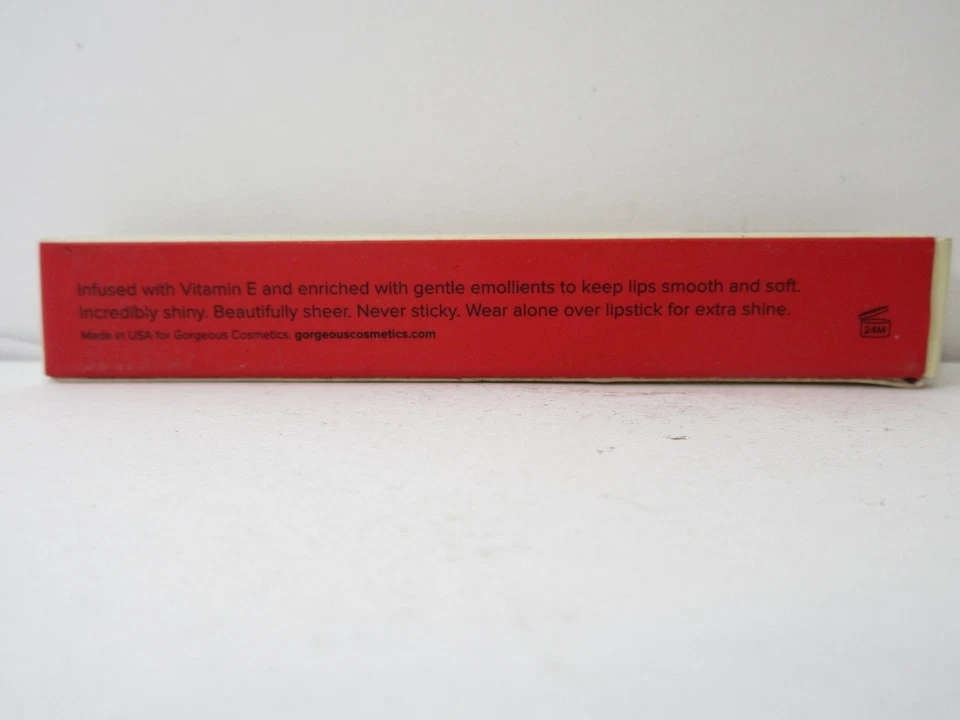 Infused with Vitamin E and enriched with gentle emollients to keep lips smooth and soft.
Incredibly shiny. Beautifully sheer. Never sticky. Wear alone over lipstick for extra shine.
Made in USA for Gorgeous Cosmetics. gorgeouscosmetics.com
24M